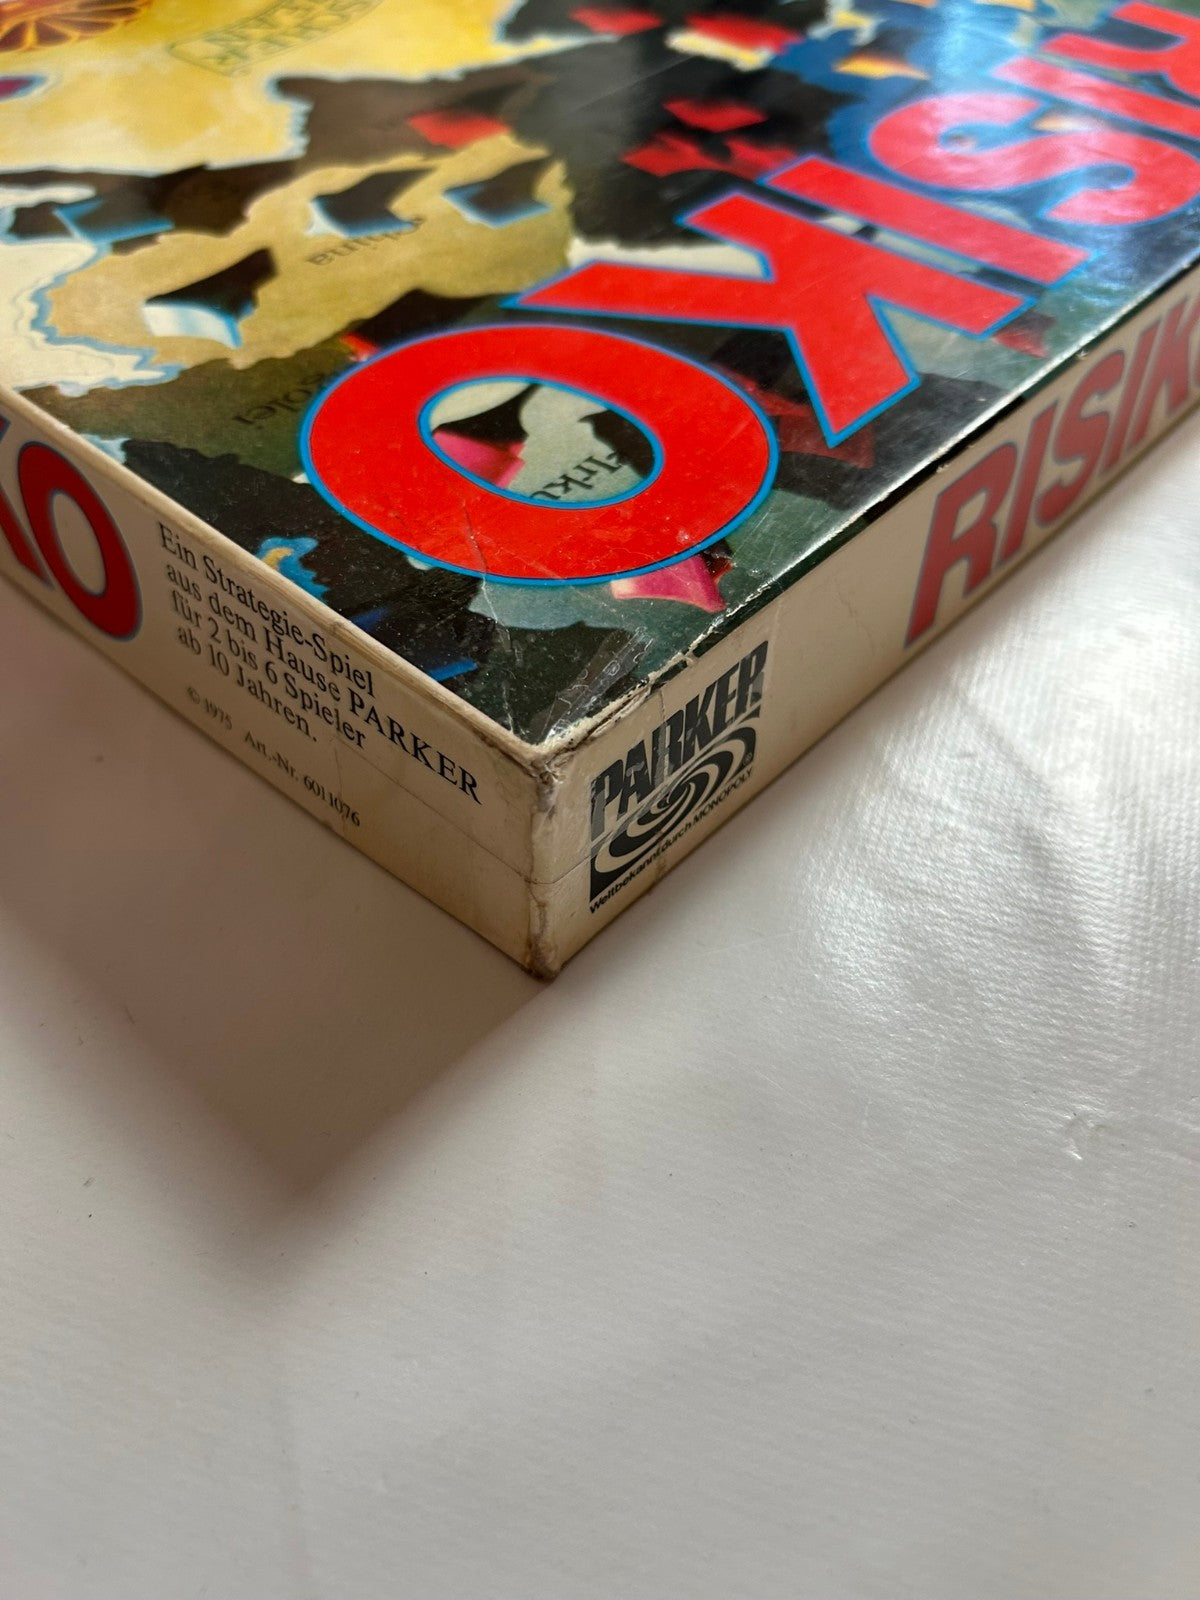 RISIKO
China
Ein Strategie-Spiel
aus dem Hause PARKER
für 2 bis 6 Spieler
ab 10 Jahren.
© 1975 Art.-Nr. 6011076
PARKER
Weltbekannt durch MONOPOLY
RISIKO